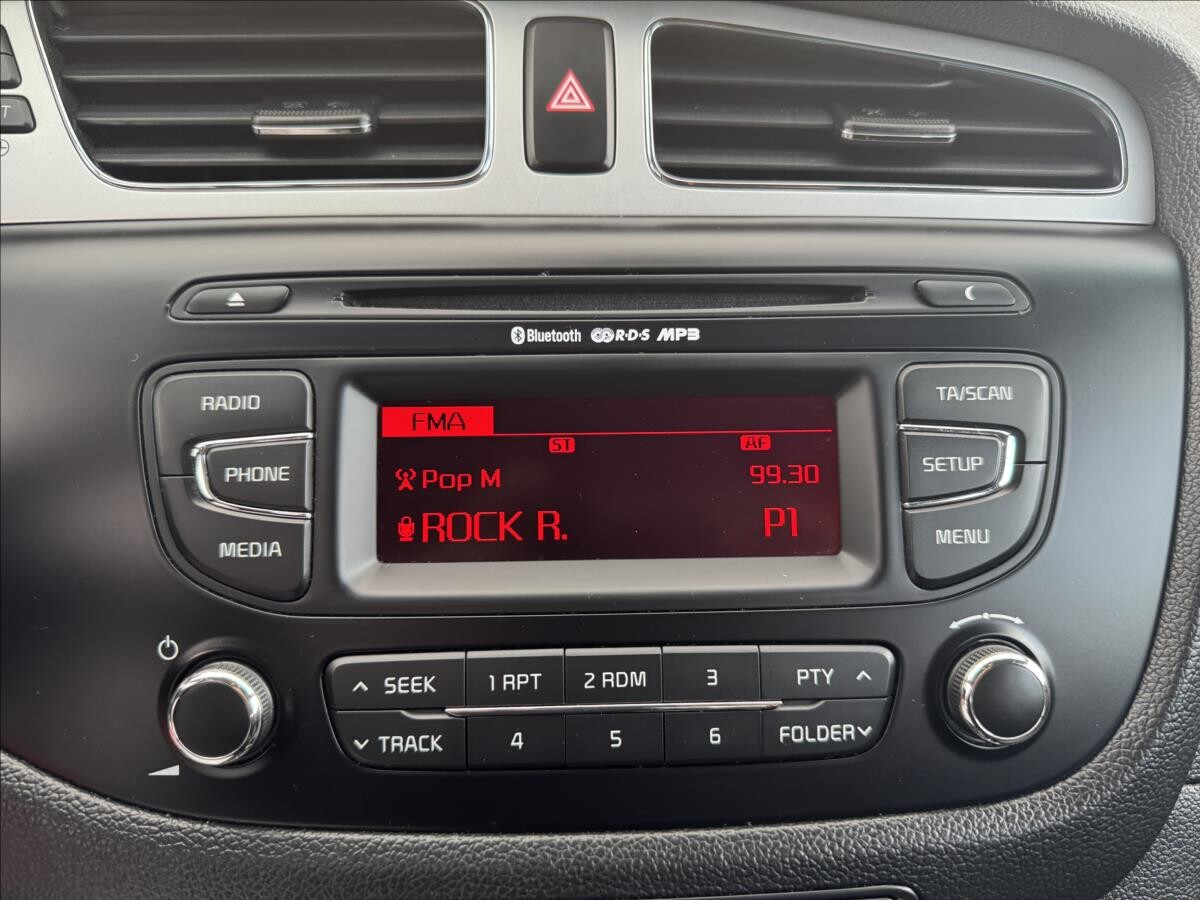 T
Bluetooth R·D·S MP3
RADIO
PHONE
MEDIA
FMA
ST AF
Pop M 99.30
ROCK R. P1
TA/SCAN
SETUP
MENU
SEEK 1 RPT 2 RDM 3 PTY
TRACK 4 5 6 FOLDER